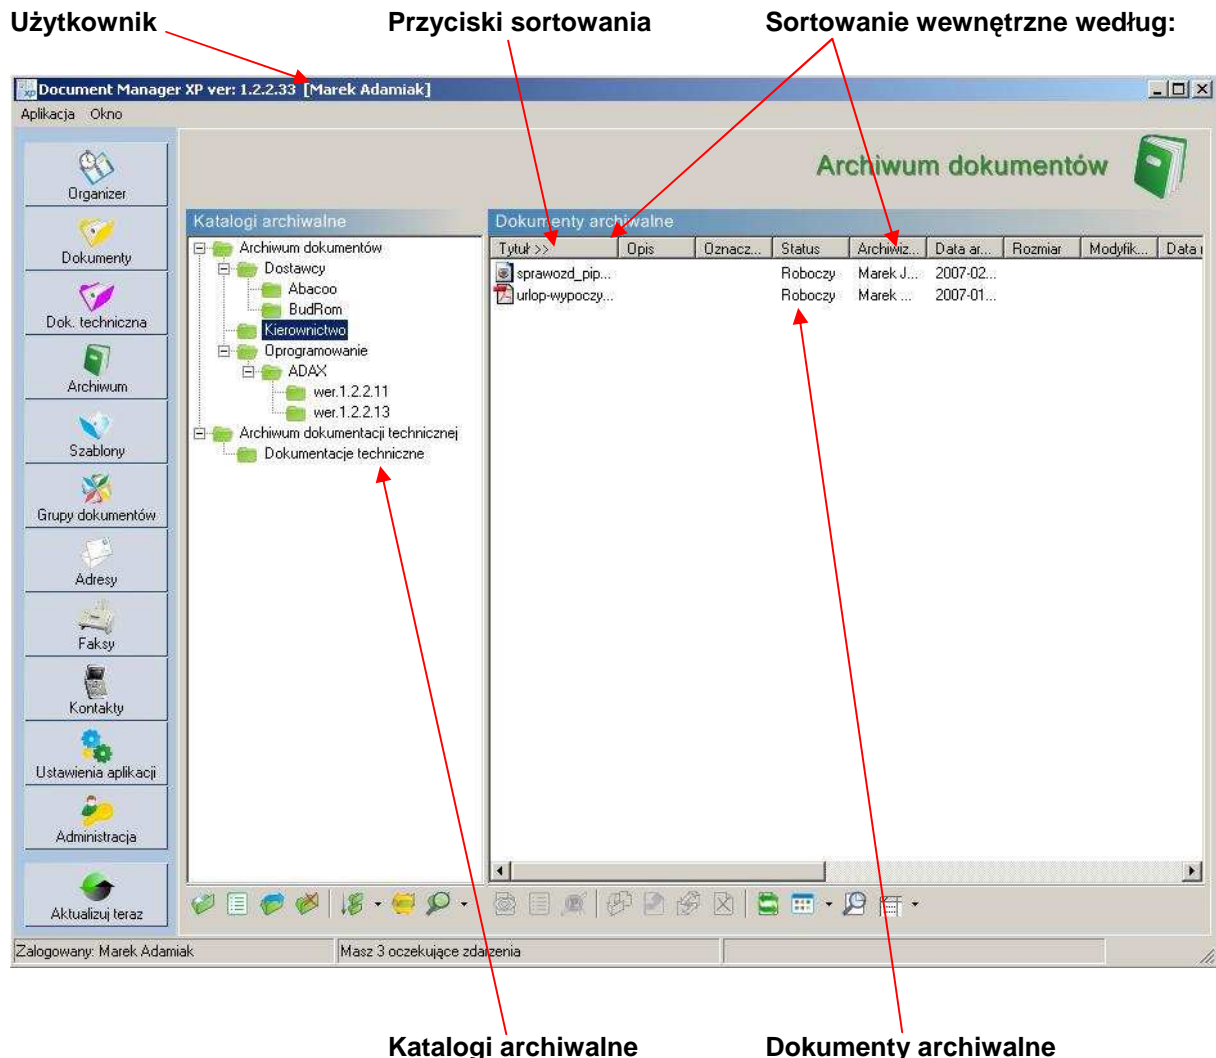 Użytkownik Przyciski sortowania Sortowanie wewnętrzne według:
Document Manager XP ver: 1.2.2.33 [Marek Adamiak]
Aplikacja Okno
Archiwum dokumentów
Organizer
Dokumenty
Dok. techniczna
Archiwum
Szablony
Grupy dokumentów
Adresy
Faksy
Kontakty
Ustawienia aplikacji
Administracja
Aktualizuj teraz
Katalogi archiwalne
Archiwum dokumentów
Dostawcy
Abacoo
BudRom
Kierownictwo
Oprogramowanie
ADAX
wer.1.2.2.11
wer.1.2.2.13
Archiwum dokumentacji technicznej
Dokumentacje techniczne
Dokumenty archiwalne
Tytuł >> Opis Oznacz... Status Archiwiz... Data ar... Rozmiar Modyfik... Data
sprawozd_pip... Roboczy Marek J... 2007-02...
urlop-wypoczy... Roboczy Marek ... 2007-01...
Zalogowany: Marek Adamiak Masz 3 oczekujące zdarzenia
Katalogi archiwalne Dokumenty archiwalne